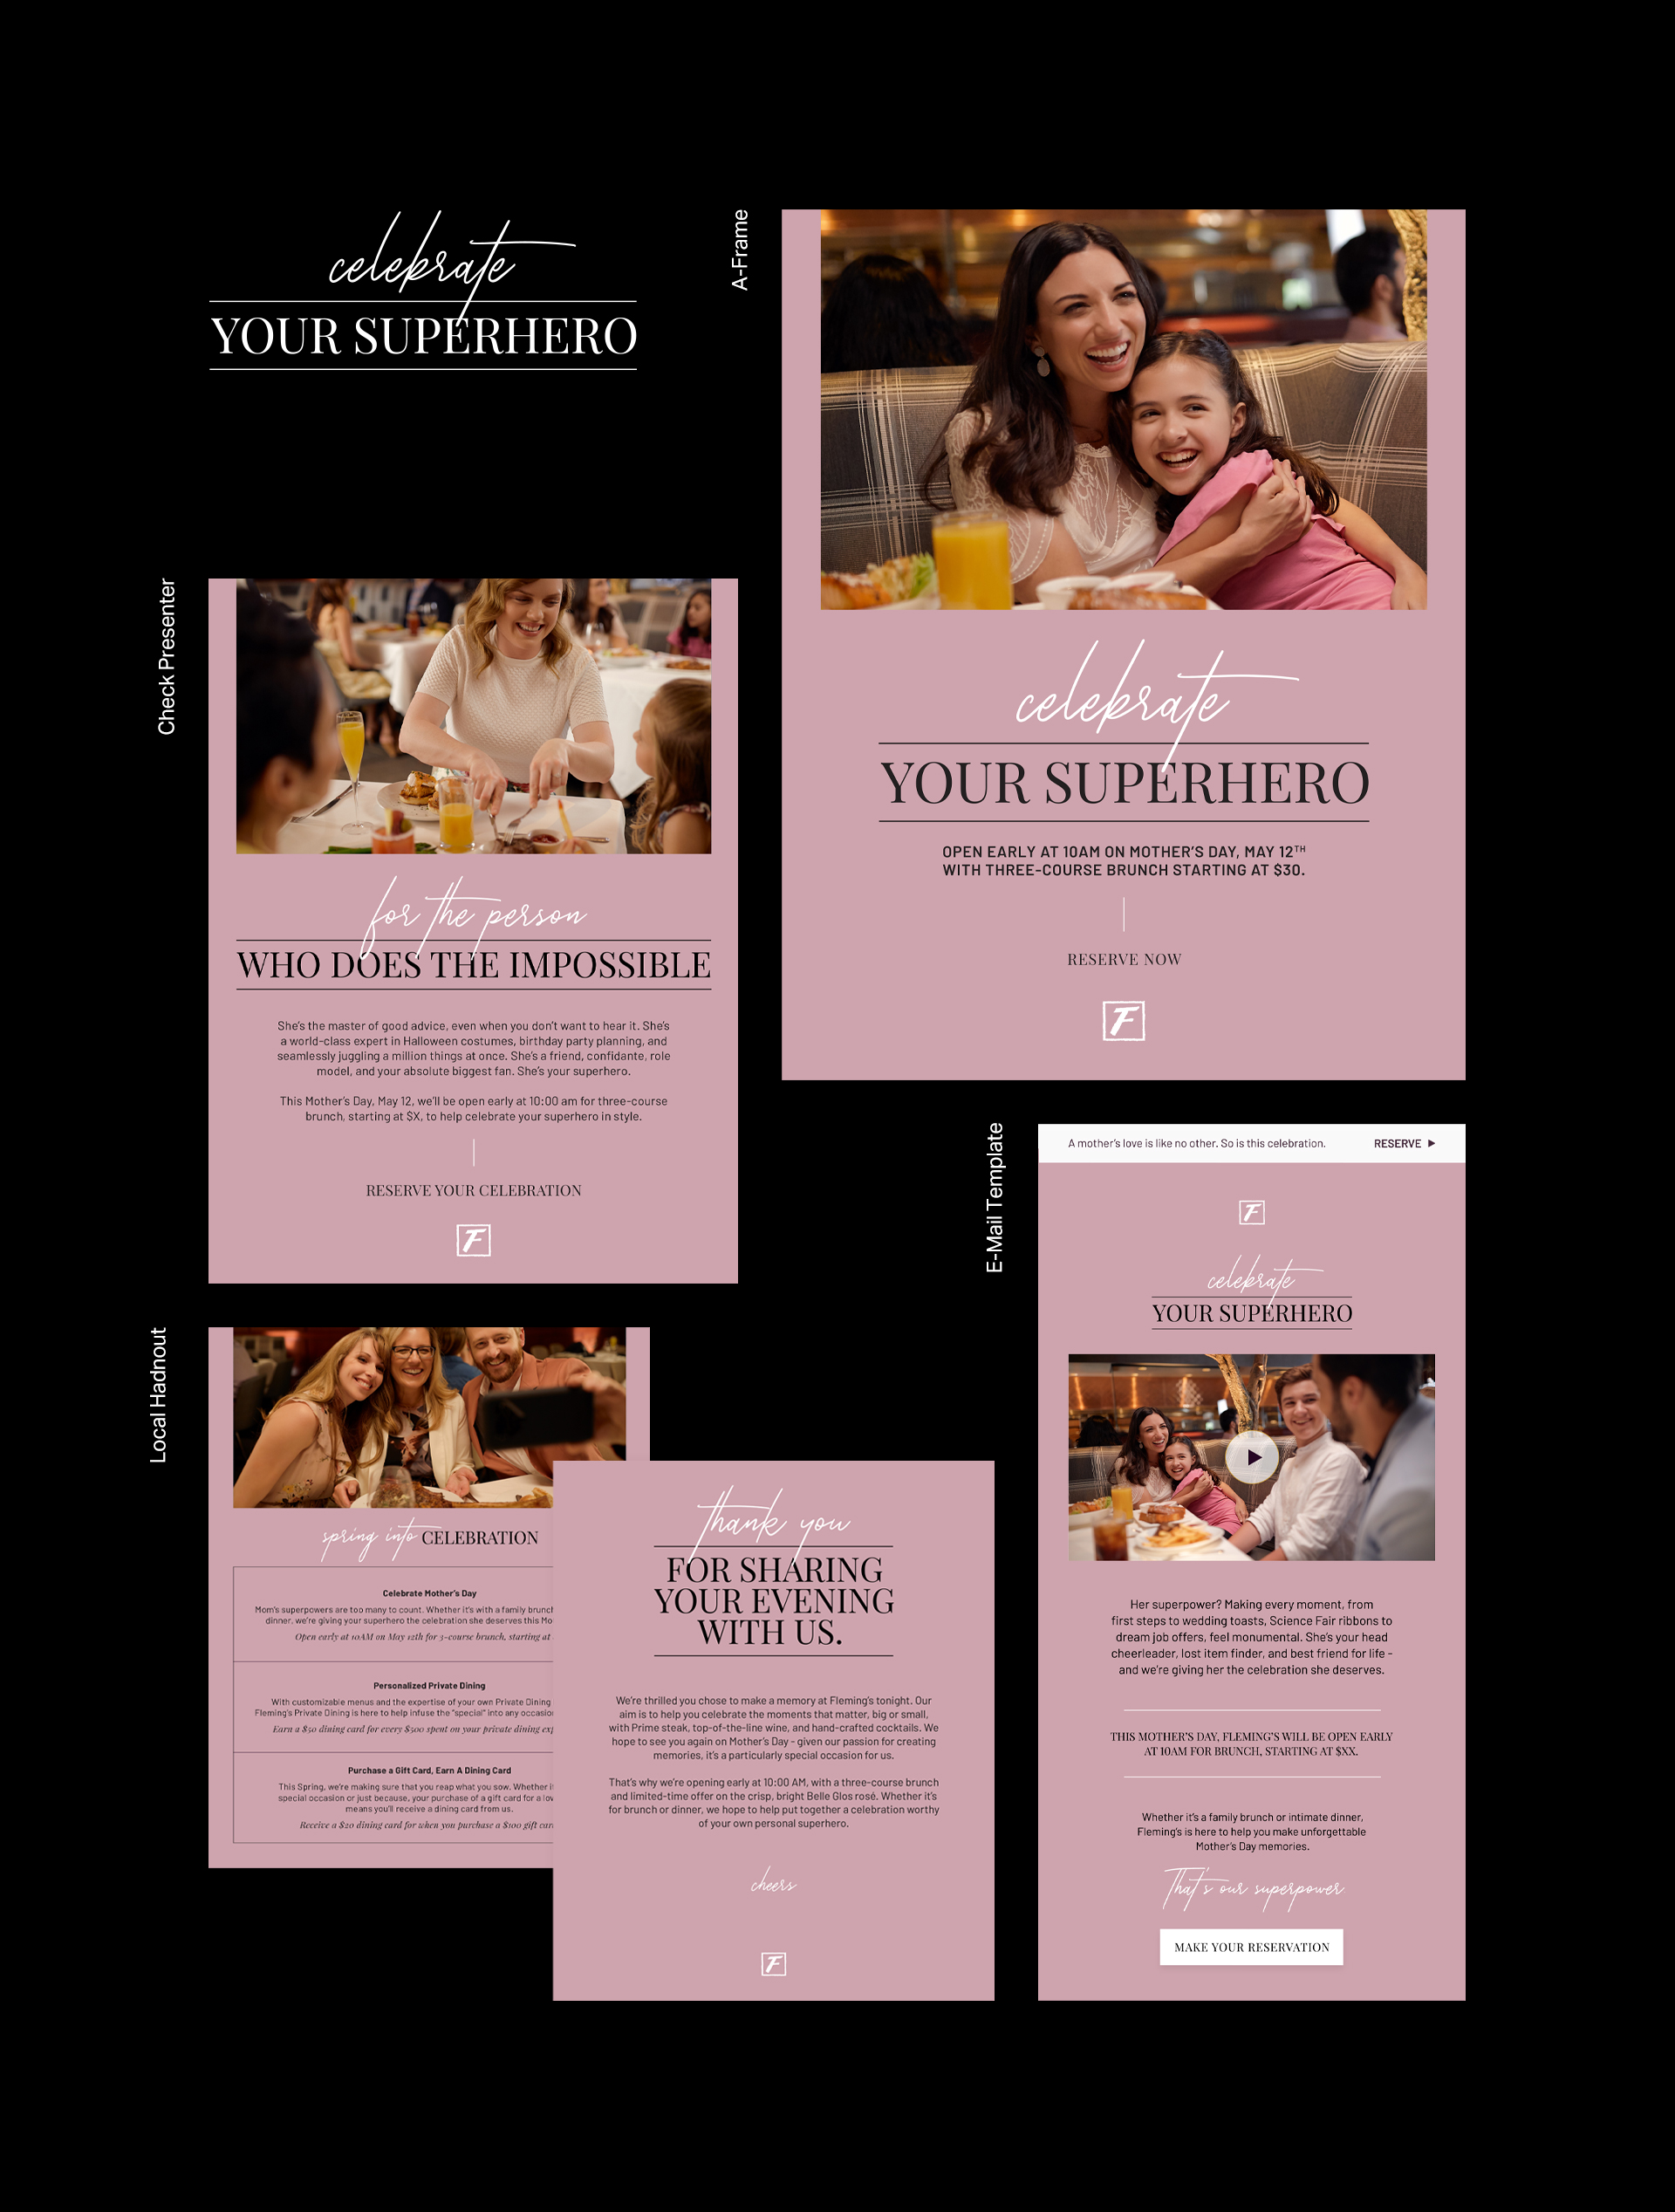 celebrate
YOUR SUPERHERO
A-Frame
celebrate
YOUR SUPERHERO
OPEN EARLY AT 10AM ON MOTHER'S DAY, MAY 12TH
WITH THREE-COURSE BRUNCH STARTING AT $30.
RESERVE NOW
F
Check Presenter
for the person
WHO DOES THE IMPOSSIBLE
She's the master of good advice, even when you don't want to hear it. She's
a world-class expert in Halloween costumes, birthday party planning, and
seamlessly juggling a million things at once. She's a friend, confidante, role
model, and your absolute biggest fan. She's your superhero.
This Mother's Day, May 12, we'll be open early at 10:00 am for three-course
brunch, starting at $X, to help celebrate your superhero in style.
RESERVE YOUR CELEBRATION
F
Local Hadnout
spring into CELEBRATION
Celebrate Mother's Day
Mom's superpowers are too many to count. Whether it's with a family brunch
dinner, we're giving your superhero the celebration she deserves this Mo
Open early at 10AM on May 12th for 3-course brunch, starting at
Personalized Private Dining
With customizable menus and the expertise of your own Private Dining
Fleming's Private Dining is here to help infuse the "special" into any occasion
Earn a $50 dining card for every $500 spent on your private dining exp
Purchase a Gift Card, Earn A Dining Card
This Spring, we're making sure that you reap what you sow. Whether it
special occasion or just because, your purchase of a gift card for a lov
means you'll receive a dining card from us.
Receive a $20 dining card for when you purchase a $100 gift car
thank you
FOR SHARING
YOUR EVENING
WITH US.
We're thrilled you chose to make a memory at Fleming's tonight. Our
aim is to help you celebrate the moments that matter, big or small,
with Prime steak, top-of-the-line wine, and hand-crafted cocktails. We
hope to see you again on Mother's Day - given our passion for creating
memories, it's a particularly special occasion for us.
That's why we're opening early at 10:00 AM, with a three-course brunch
and limited-time offer on the crisp, bright Belle Glos rosé. Whether it's
for brunch or dinner, we hope to help put together a celebration worthy
of your own personal superhero.
cheers
F
E-Mail Template
A mother's love is like no other. So is this celebration.
RESERVE
F
celebrate
YOUR SUPERHERO
Her superpower? Making every moment, from
first steps to wedding toasts, Science Fair ribbons to
dream job offers, feel monumental. She's your head
cheerleader, lost item finder, and best friend for life -
and we're giving her the celebration she deserves.
THIS MOTHER'S DAY, FLEMING'S WILL BE OPEN EARLY
AT 10AM FOR BRUNCH, STARTING AT $XX.
Whether it's a family brunch or intimate dinner,
Fleming's is here to help you make unforgettable
Mother's Day memories.
That's our superpower
MAKE YOUR RESERVATION